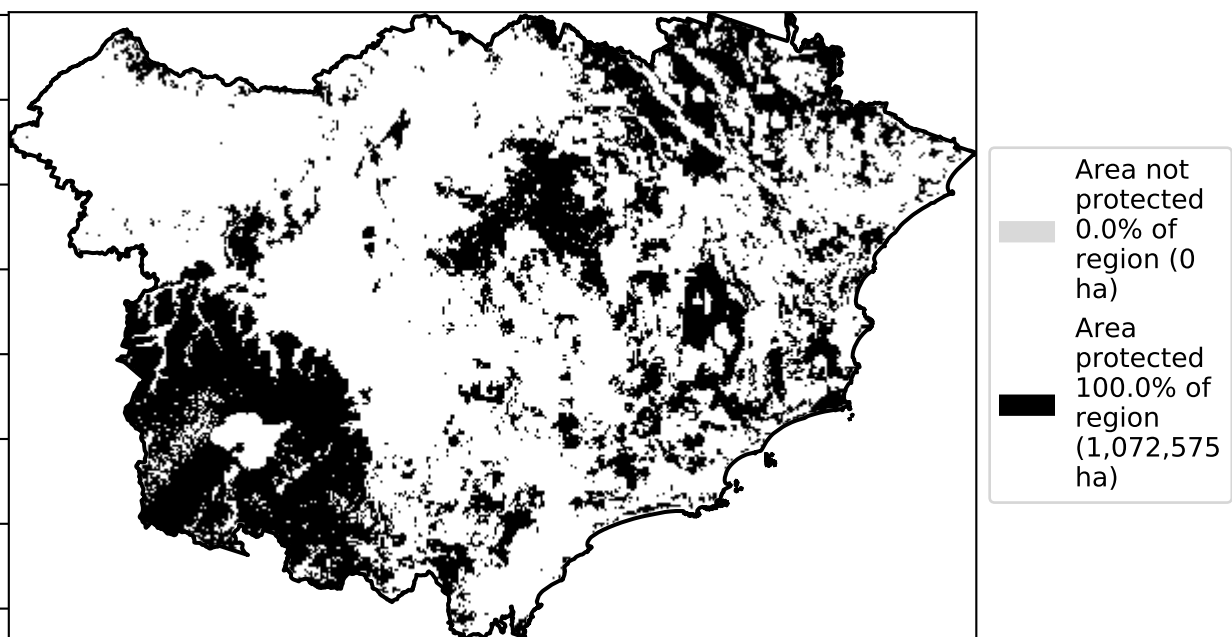 Area not
protected
0.0% of
region (0
ha)
Area
protected
100.0% of
region
(1,072,575
ha)